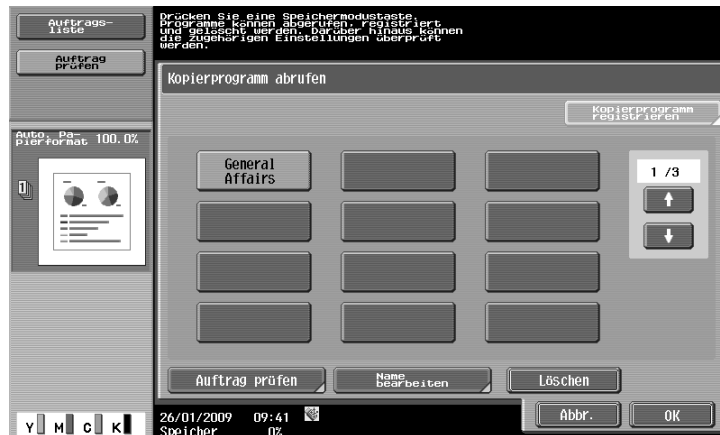 Auftrags-
liste
Auftrag
prüfen
Drücken Sie eine Speichermodustaste.
Programme können abgerufen, registriert
und gelöscht werden. Darüber hinaus können
die zugehörigen Einstellungen überprüft
werden.
Kopierprogramm abrufen
Kopierprogramm
registrieren
Auto. Pa-
pierformat 100.0%
1
General
Affairs
1 /3
Auftrag prüfen
Name
bearbeiten
Löschen
Y M C K
26/01/2009 09:41
Speicher 0%
Abbr.
OK